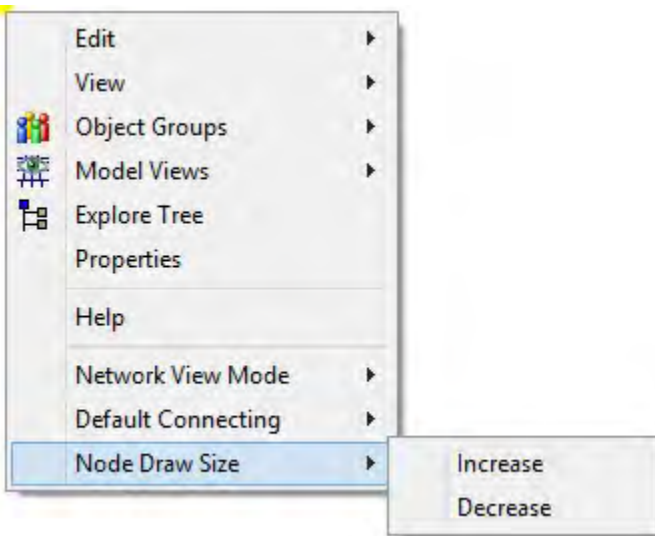 Edit
View
Object Groups
Model Views
Explore Tree
Properties
Help
Network View Mode
Default Connecting
Node Draw Size
Increase
Decrease